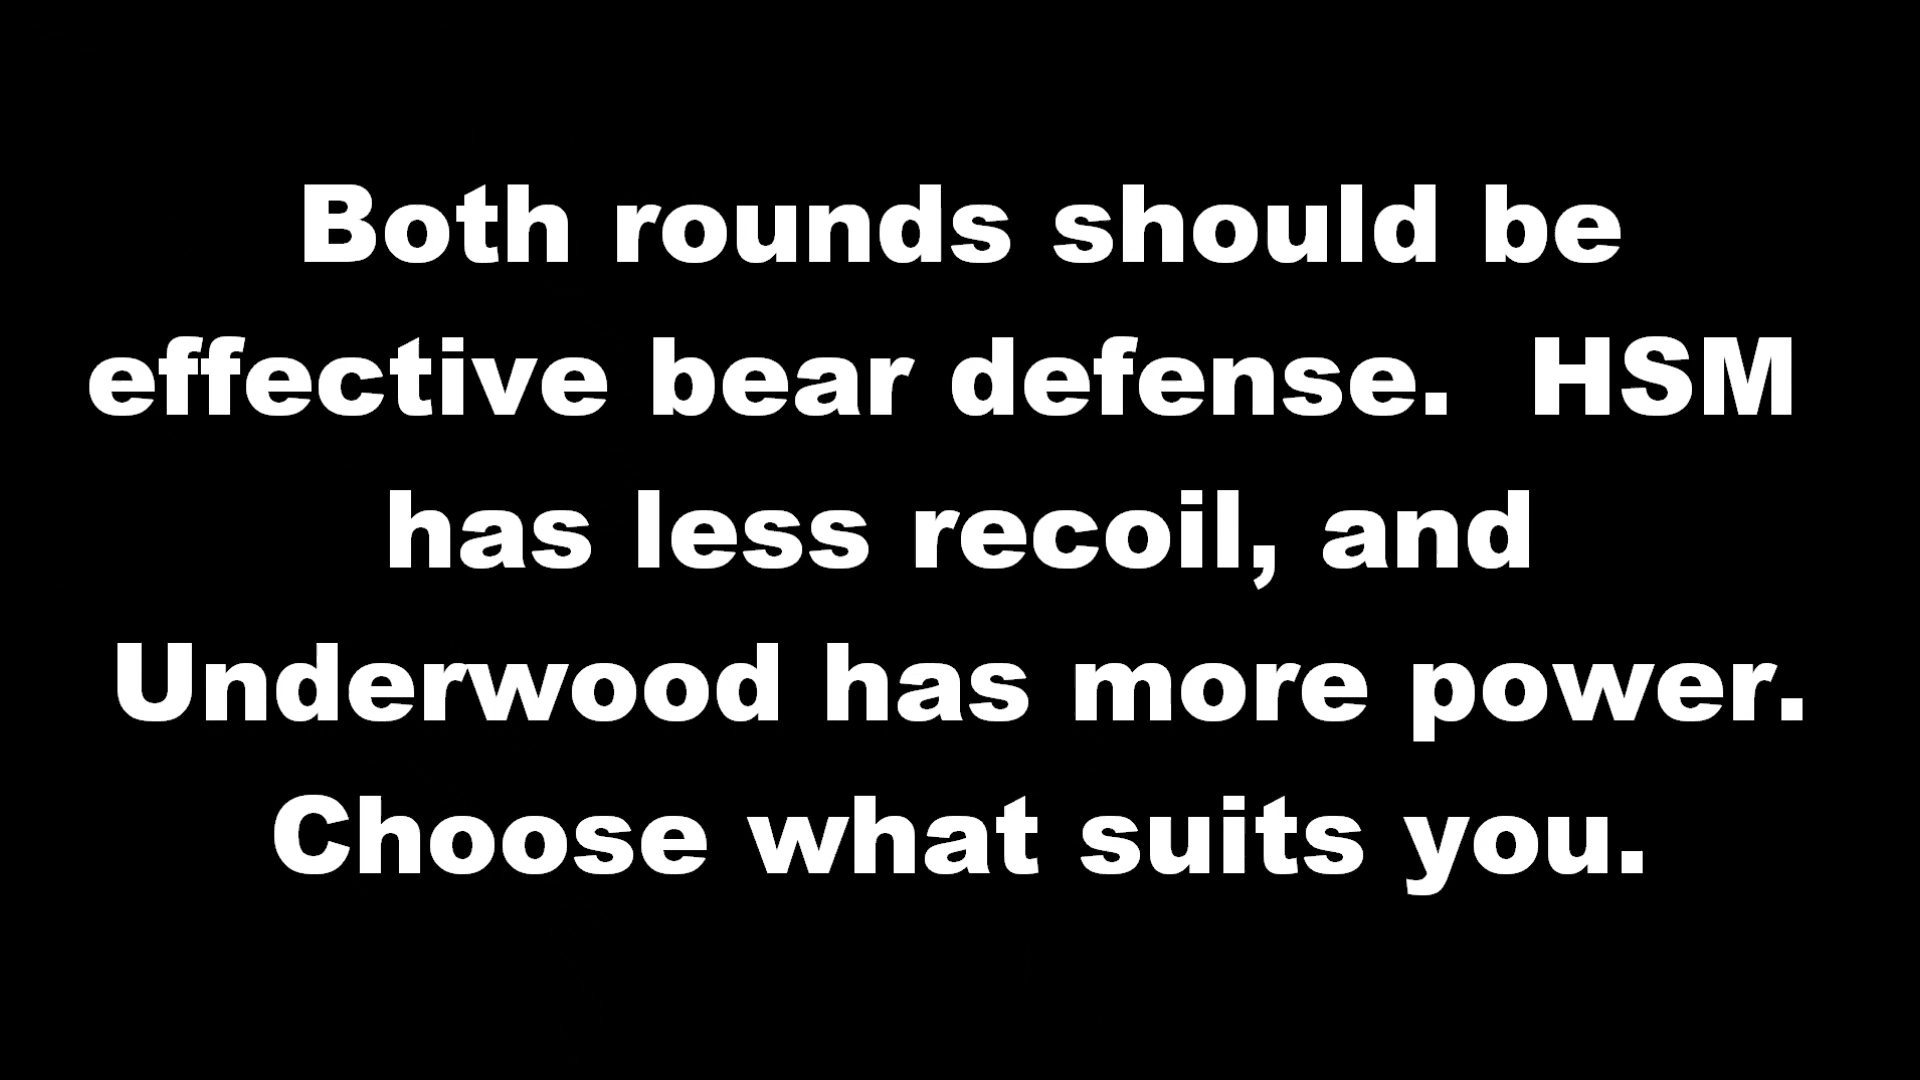 Both rounds should be
effective bear defense.  HSM
has less recoil, and
Underwood has more power.
Choose what suits you.